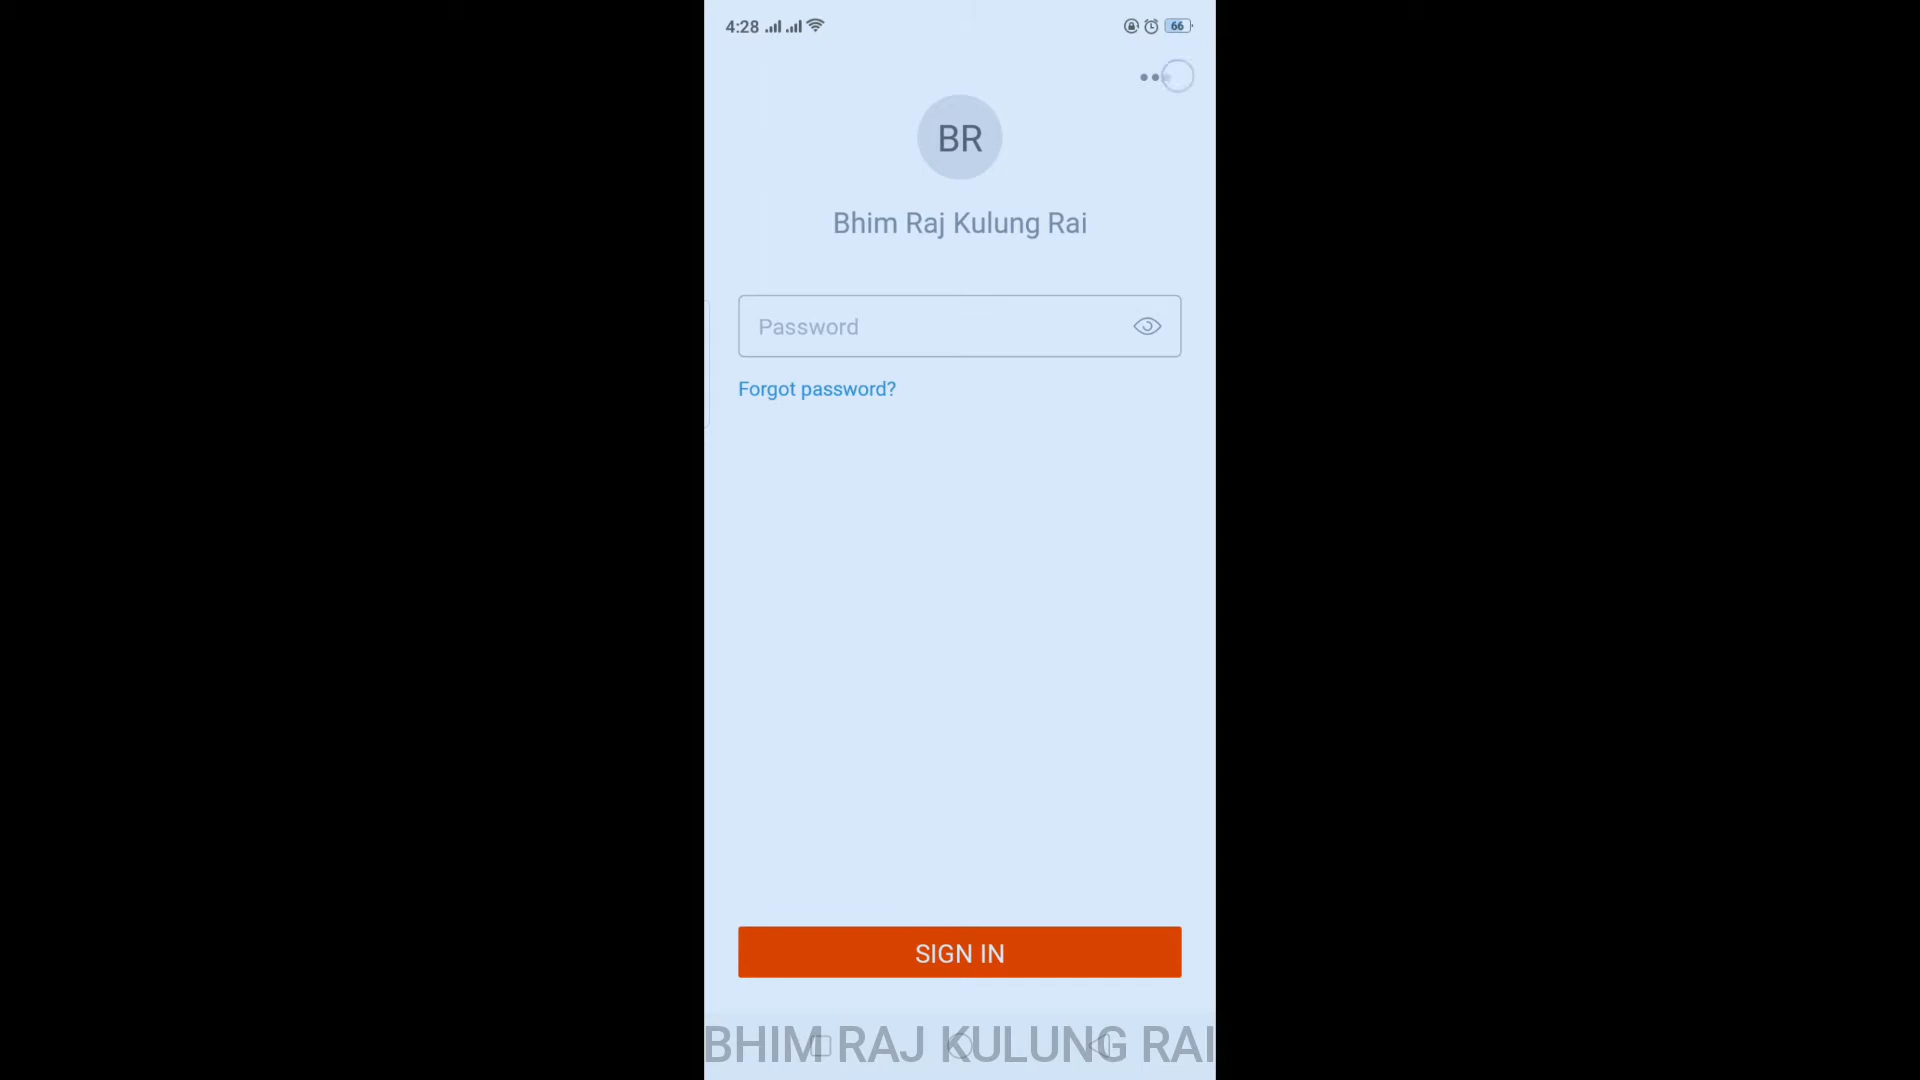 4:28
66
BR
Bhim Raj Kulung Rai
Password
Forgot password?
SIGN IN
BHIM RAJ KULUNG RAI